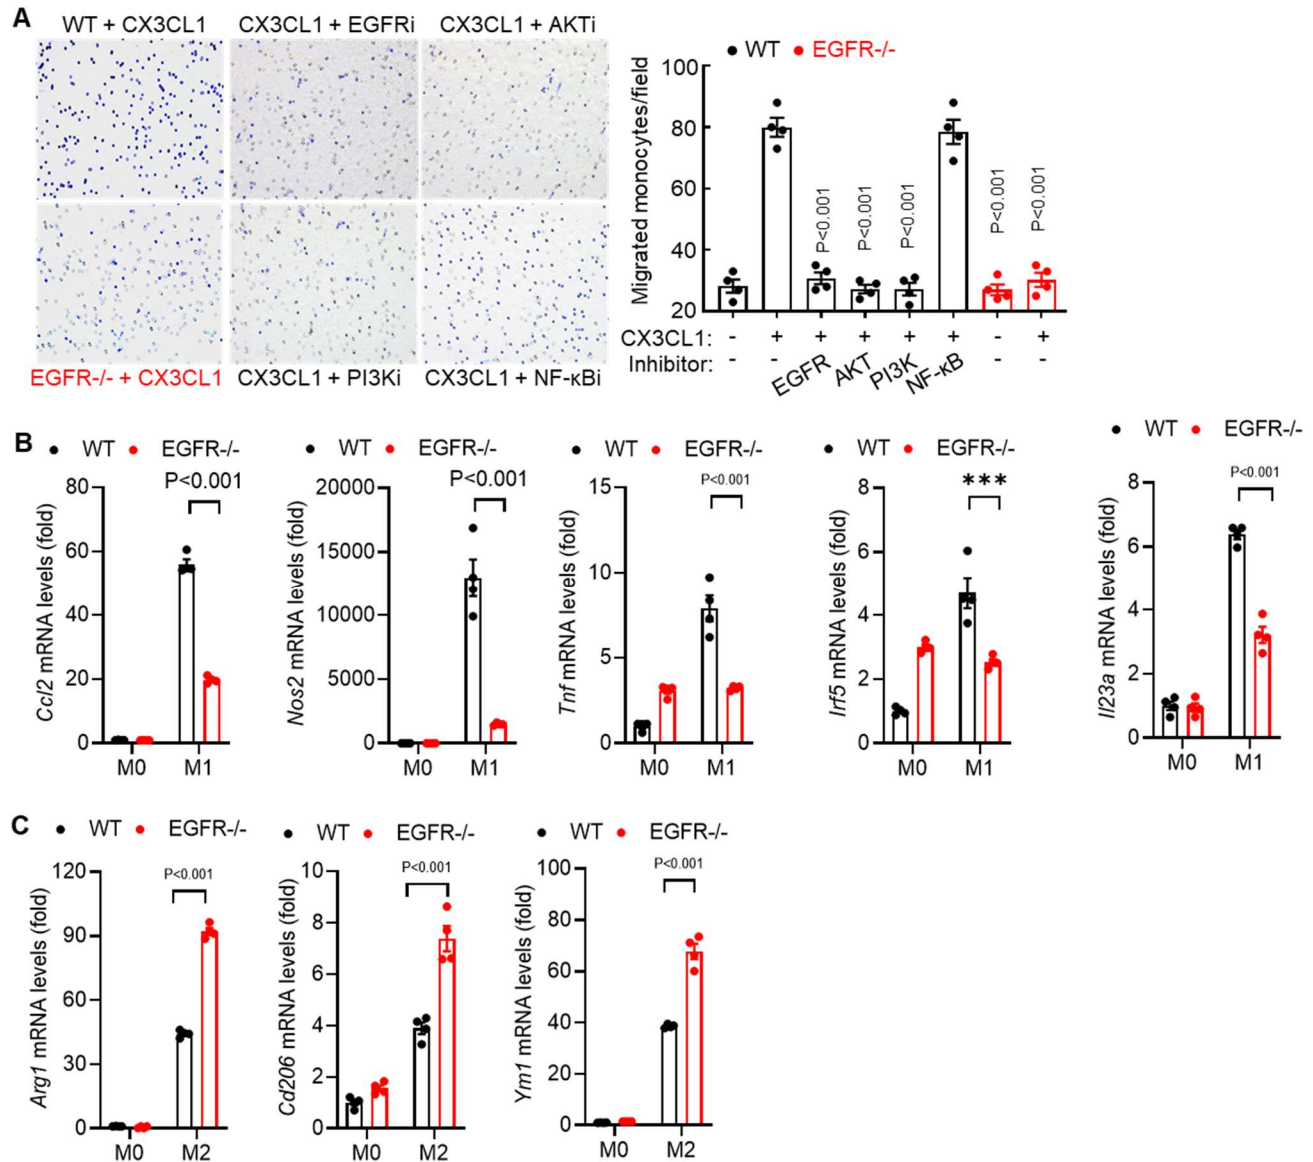 A
WT + CX3CL1 CX3CL1 + EGFRi CX3CL1 + AKTi
EGFR-/- + CX3CL1 CX3CL1 + PI3Ki CX3CL1 + NF-κBi
WT EGFR-/-
Migrated monocytes/field
100
80
60
40
20
P<0.001 P<0.001 P<0.001 P<0.001 P<0.001
CX3CL1: - + + + + + - +
Inhibitor: - - EGFR AKT PI3K NF-κB - -
B
WT EGFR-/-
P<0.001
Ccl2 mRNA levels (fold)
80
60
40
20
0
M0 M1
WT EGFR-/-
P<0.001
Nos2 mRNA levels (fold)
20000
15000
10000
5000
0
M0 M1
WT EGFR-/-
P<0.001
Tnf mRNA levels (fold)
15
10
5
0
M0 M1
WT EGFR-/-
***
Irf5 mRNA levels (fold)
8
6
4
2
0
M0 M1
WT EGFR-/-
P<0.001
Il23a mRNA levels (fold)
8
6
4
2
0
M0 M1
C
WT EGFR-/-
P<0.001
Arg1 mRNA levels (fold)
120
90
60
30
0
M0 M2
WT EGFR-/-
P<0.001
Cd206 mRNA levels (fold)
10
8
6
4
2
0
M0 M2
WT EGFR-/-
P<0.001
Ym1 mRNA levels (fold)
100
80
60
40
20
0
M0 M2